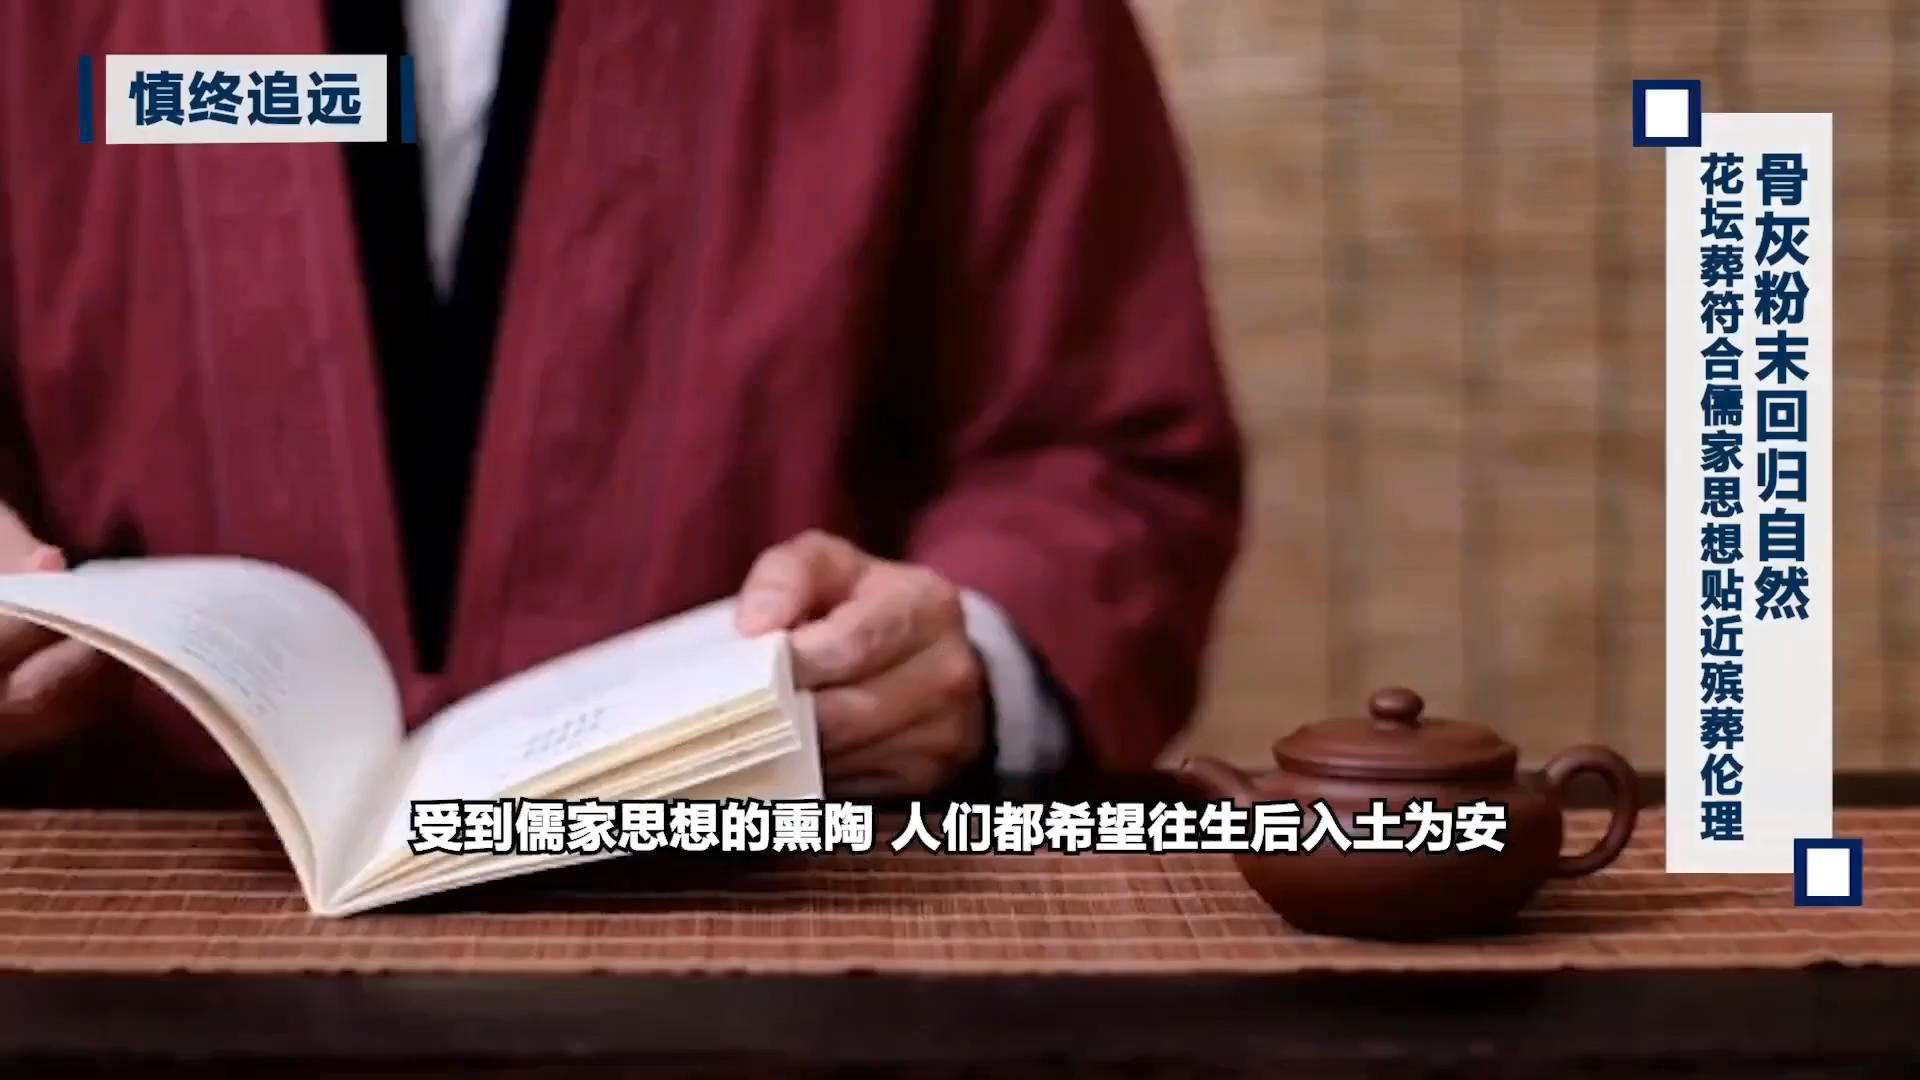 慎终追远
骨灰粉末回归自然
花坛葬符合儒家思想贴近殡葬伦理
受到儒家思想的熏陶 人们都希望往生后入土为安